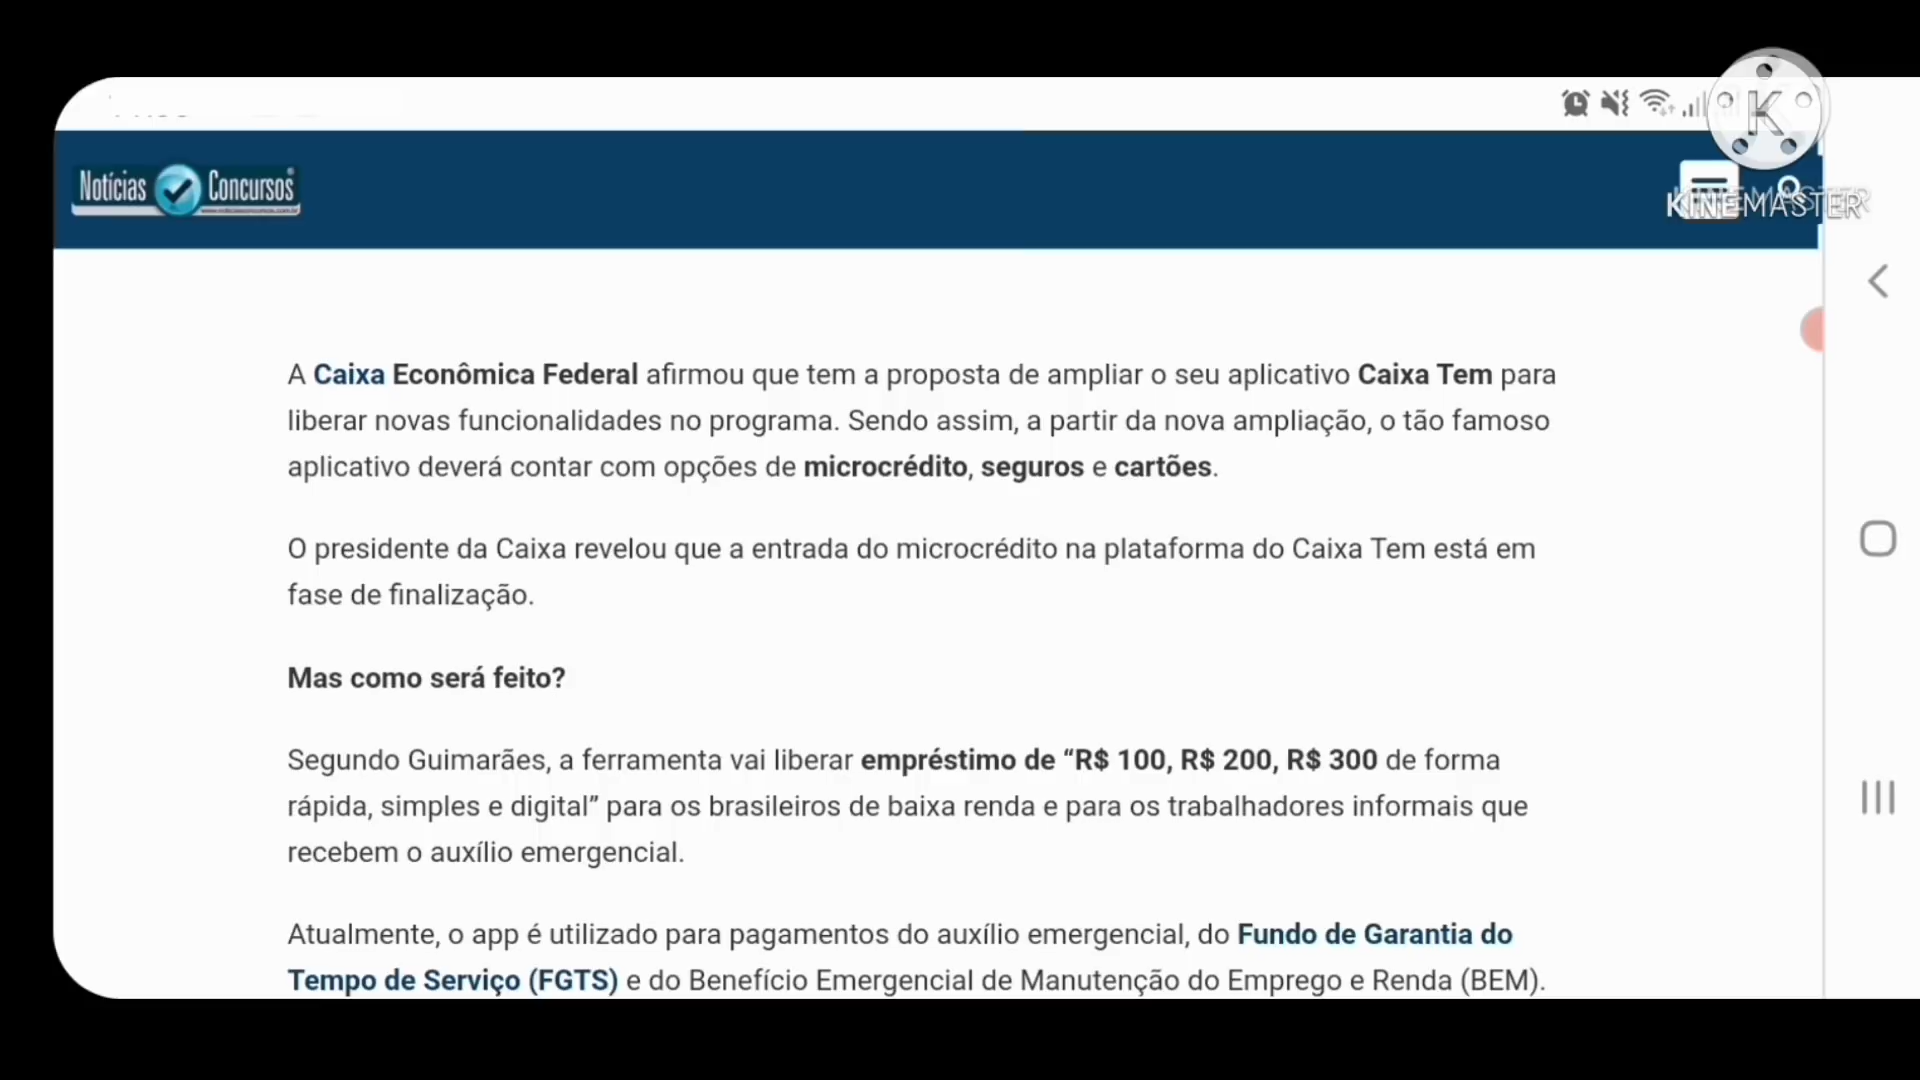 Notícias Concursos
K
KINEMASTER
A Caixa Econômica Federal afirmou que tem a proposta de ampliar o seu aplicativo Caixa Tem para
liberar novas funcionalidades no programa. Sendo assim, a partir da nova ampliação, o tão famoso
aplicativo deverá contar com opções de microcrédito, seguros e cartões.
O presidente da Caixa revelou que a entrada do microcrédito na plataforma do Caixa Tem está em
fase de finalização.
Mas como será feito?
Segundo Guimarães, a ferramenta vai liberar empréstimo de “R$ 100, R$ 200, R$ 300 de forma
rápida, simples e digital” para os brasileiros de baixa renda e para os trabalhadores informais que
recebem o auxílio emergencial.
Atualmente, o app é utilizado para pagamentos do auxílio emergencial, do Fundo de Garantia do
Tempo de Serviço (FGTS) e do Benefício Emergencial de Manutenção do Emprego e Renda (BEM).